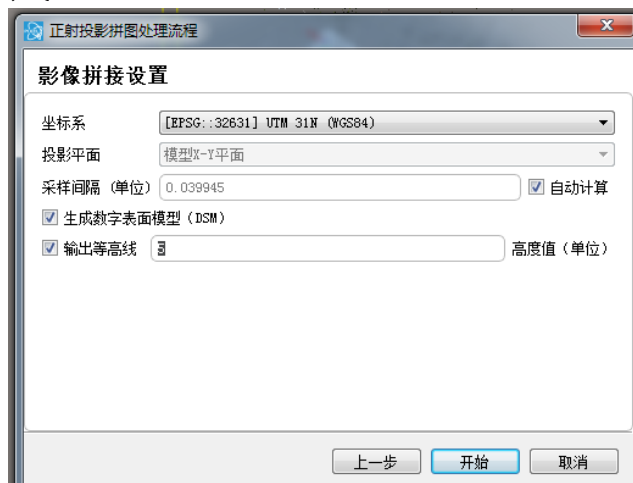 正射投影拼图处理流程
影像拼接设置
坐标系 [EPSG::32631] UTM 31N (WGS84)
投影平面 模型X-Y平面
采样间隔 (单位) 0.039945 自动计算
生成数字表面模型 (DSM)
输出等高线 高度值 (单位)
上一步 开始 取消